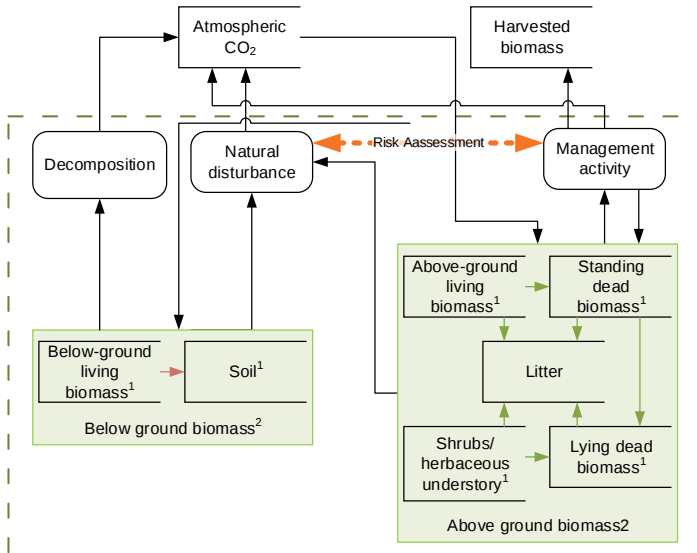 Atmospheric
CO₂
Harvested
biomass
Decomposition
Natural
disturbance
Risk Aassessment
Management
activity
Above-ground
living
biomass¹
Standing
dead
biomass¹
Below-ground
living
biomass¹
Soil¹
Litter
Below ground biomass²
Shrubs/
herbaceous
understory¹
Lying dead
biomass¹
Above ground biomass2